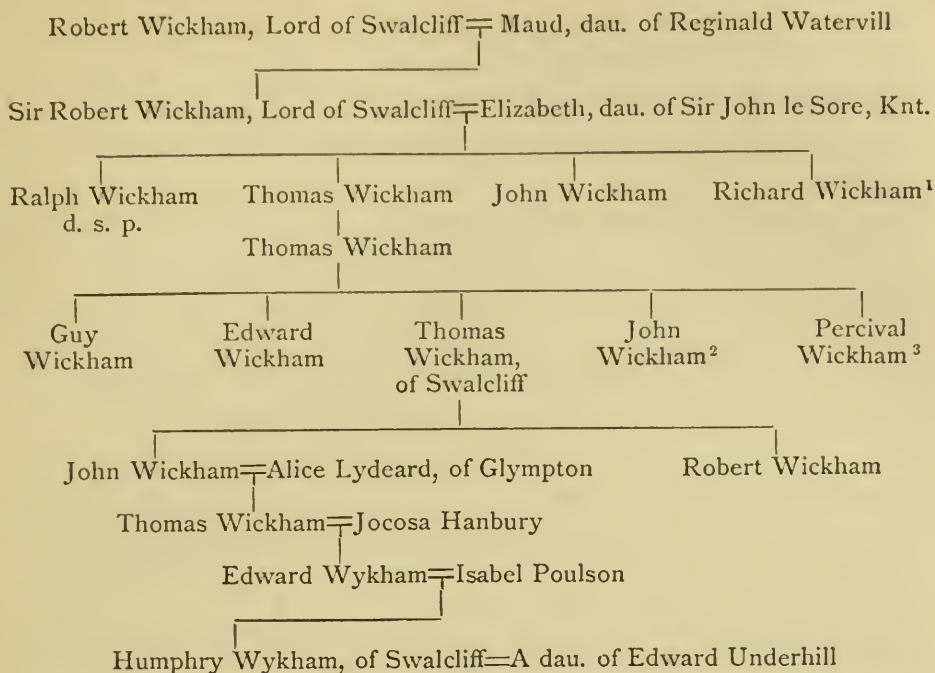 Robert Wickham, Lord of Swalcliff = Maud, dau. of Reginald Watervill
Sir Robert Wickham, Lord of Swalcliff = Elizabeth, dau. of Sir John le Sore, Knt.
Ralph Wickham Thomas Wickham John Wickham Richard Wickham¹
d. s. p.
Thomas Wickham
Guy Edward Thomas John Percival
Wickham Wickham Wickham, Wickham² Wickham³
of Swalcliff
John Wickham = Alice Lydeard, of Glympton Robert Wickham
Thomas Wickham = Jocosa Hanbury
Edward Wykham = Isabel Poulson
Humphry Wykham, of Swalcliff = A dau. of Edward Underhill